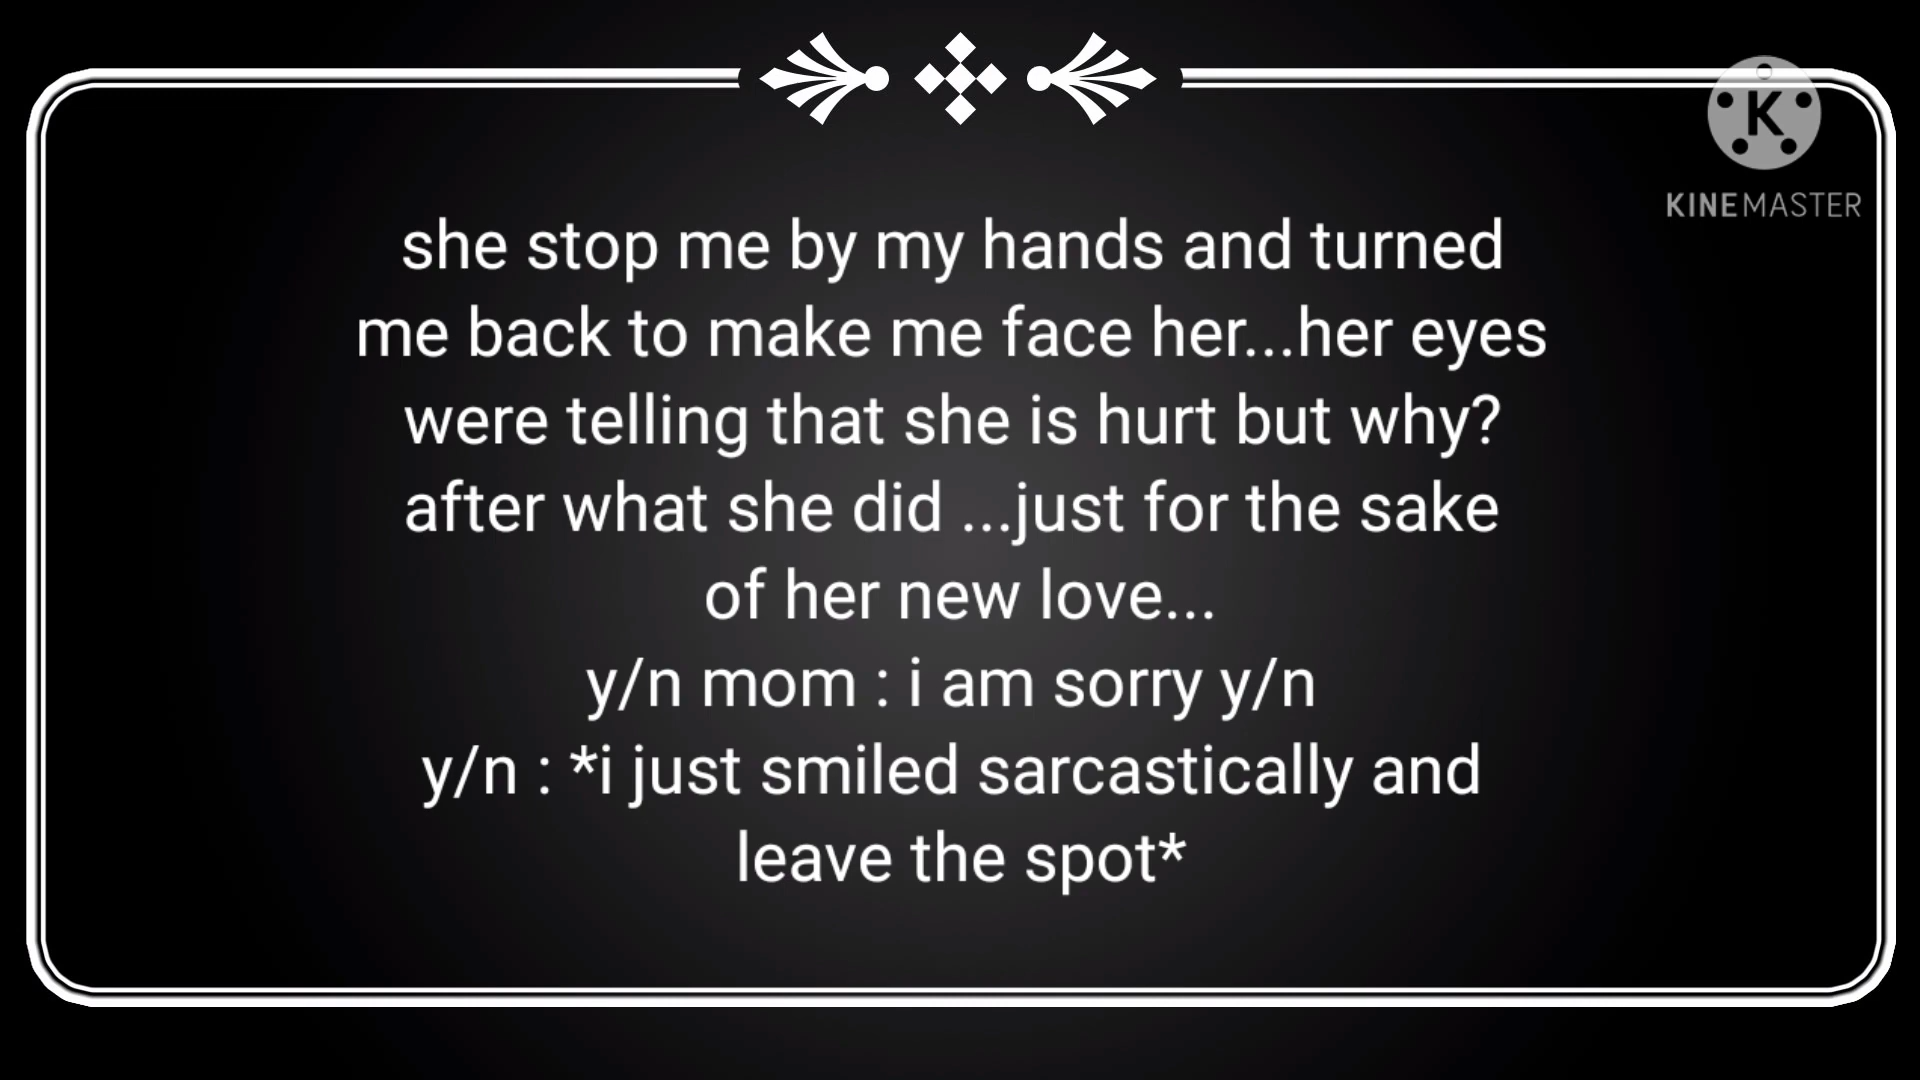 K
KINEMASTER
she stop me by my hands and turned
me back to make me face her...her eyes
were telling that she is hurt but why?
after what she did ...just for the sake
of her new love...
y/n mom : i am sorry y/n
y/n : *i just smiled sarcastically and
leave the spot*